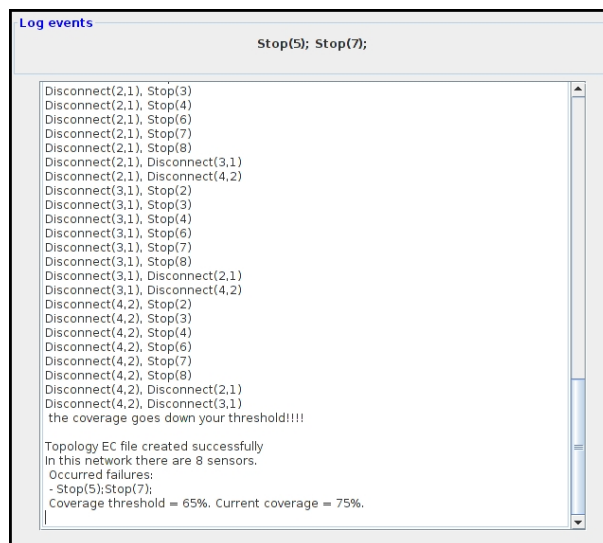 Log events
Stop(5); Stop(7);
Disconnect(2,1), Stop(3)
Disconnect(2,1), Stop(4)
Disconnect(2,1), Stop(6)
Disconnect(2,1), Stop(7)
Disconnect(2,1), Stop(8)
Disconnect(2,1), Disconnect(3,1)
Disconnect(2,1), Disconnect(4,2)
Disconnect(3,1), Stop(2)
Disconnect(3,1), Stop(3)
Disconnect(3,1), Stop(4)
Disconnect(3,1), Stop(6)
Disconnect(3,1), Stop(7)
Disconnect(3,1), Stop(8)
Disconnect(3,1), Disconnect(2,1)
Disconnect(3,1), Disconnect(4,2)
Disconnect(4,2), Stop(2)
Disconnect(4,2), Stop(3)
Disconnect(4,2), Stop(4)
Disconnect(4,2), Stop(6)
Disconnect(4,2), Stop(7)
Disconnect(4,2), Stop(8)
Disconnect(4,2), Disconnect(2,1)
Disconnect(4,2), Disconnect(3,1)
the coverage goes down your threshold!!!!
Topology EC file created successfully
In this network there are 8 sensors.
Occurred failures:
- Stop(5);Stop(7);
Coverage threshold = 65%. Current coverage = 75%.